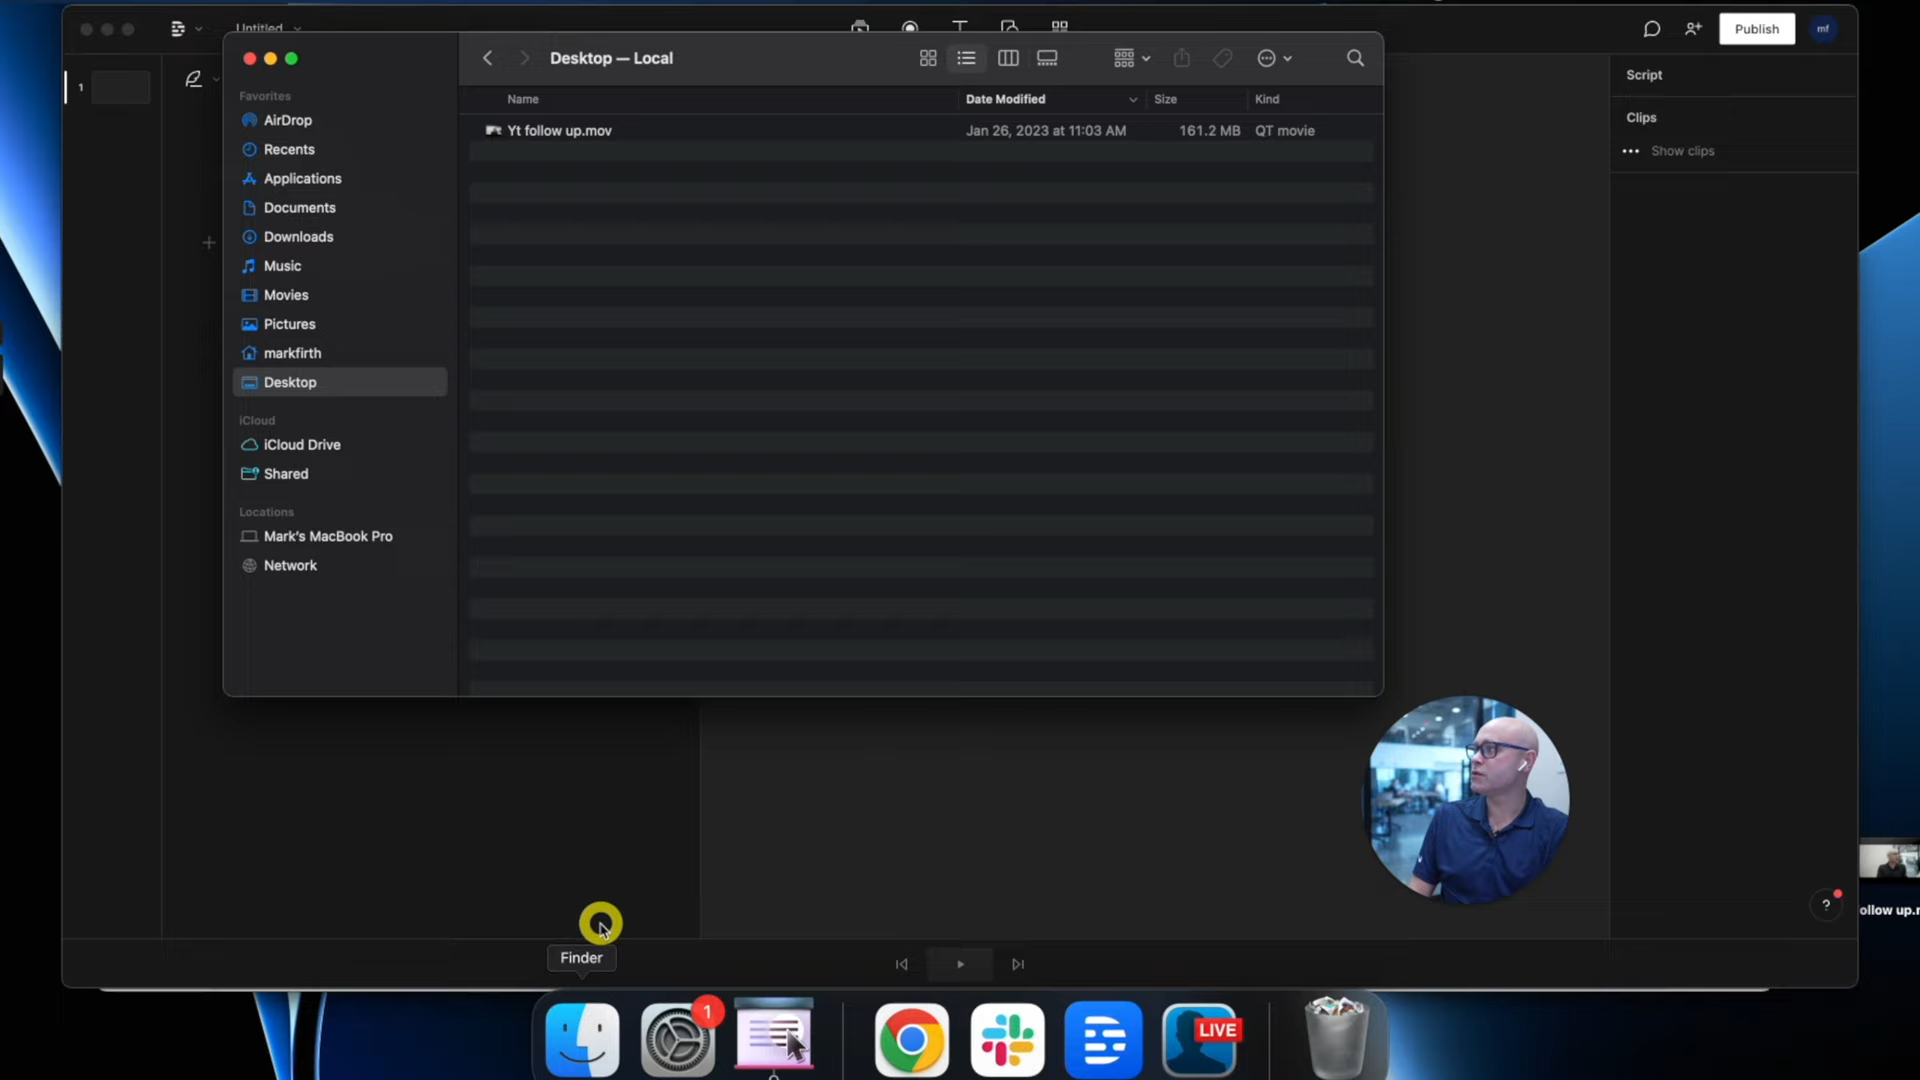 Untitled
Publish
mf
1
Script
Clips
Show clips
Desktop — Local
Name
Date Modified
Size
Kind
Yt follow up.mov
Jan 26, 2023 at 11:03 AM
161.2 MB
QT movie
Favorites
AirDrop
Recents
Applications
Documents
Downloads
Music
Movies
Pictures
markfirth
Desktop
iCloud
iCloud Drive
Shared
Locations
Mark's MacBook Pro
Network
?
ollow up.m
Finder
1
LIVE